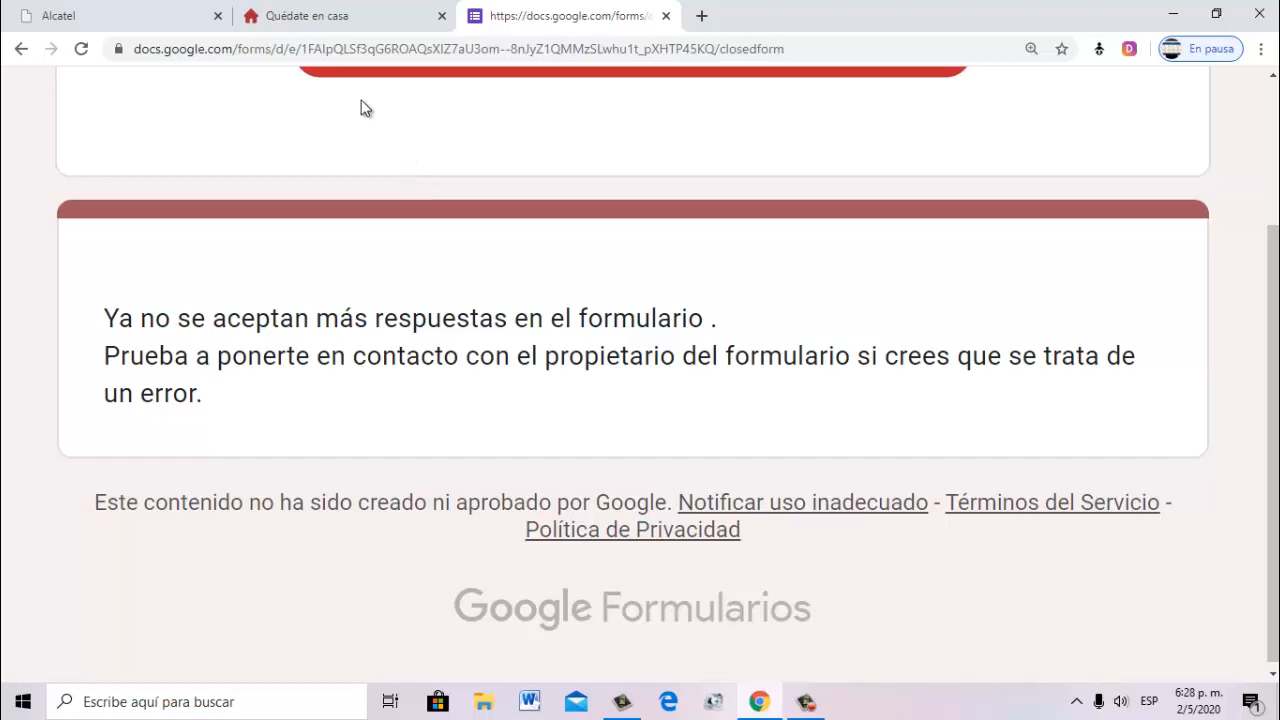 Alcatel
Quédate en casa
https://docs.google.com/forms/
docs.google.com/forms/d/e/1FAIpQLSf3qG6ROAQsXIZ7aU3om--8nJyZ1QMMzSLwhu1t_pXHTP45KQ/closedform
En pausa
Ya no se aceptan más respuestas en el formulario .
Prueba a ponerte en contacto con el propietario del formulario si crees que se trata de
un error.
Este contenido no ha sido creado ni aprobado por Google. Notificar uso inadecuado - Términos del Servicio -
Política de Privacidad
Google Formularios
Escribe aquí para buscar
ESP
6:28 p. m.
2/5/2020